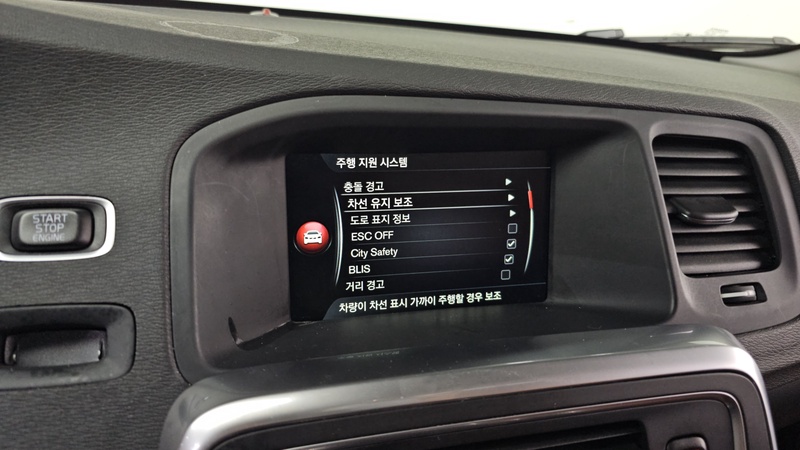 START
STOP
ENGINE
주행 지원 시스템
충돌 경고
차선 유지 보조
도로 표지 정보
ESC OFF
City Safety
BLIS
거리 경고
차량이 차선 표시 가까이 주행할 경우 보조